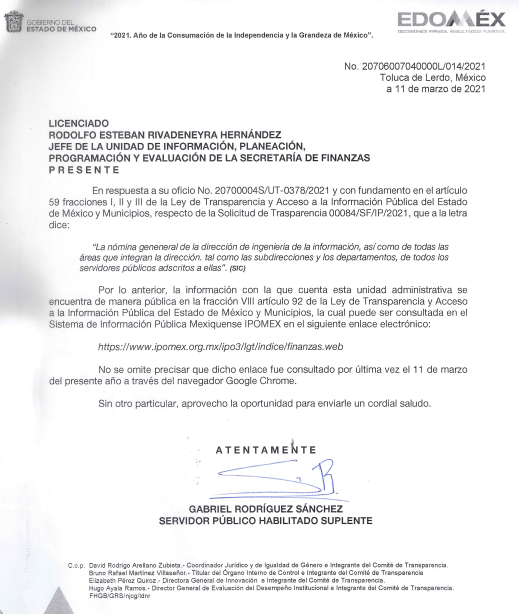 GOBIERNO DEL
ESTADO DE MÉXICO
EDOMÉX
DECISIONES FIRMES, RESULTADOS FUERTES.
“2021. Año de la Consumación de la Independencia y la Grandeza de México”.
No. 20706007040000L/014/2021
Toluca de Lerdo, México
a 11 de marzo de 2021
LICENCIADO
RODOLFO ESTEBAN RIVADENEYRA HERNÁNDEZ
JEFE DE LA UNIDAD DE INFORMACIÓN, PLANEACIÓN,
PROGRAMACIÓN Y EVALUACIÓN DE LA SECRETARÍA DE FINANZAS
P R E S E N T E
En respuesta a su oficio No. 20700004S/UT-0378/2021 y con fundamento en el artículo
59 fracciones I, II y III de la Ley de Transparencia y Acceso a la Información Pública del Estado
de México y Municipios, respecto de la Solicitud de Trasparencia 00084/SF/IP/2021, que a la letra
dice:
“La nómina geneneral de la dirección de ingeniería de la información, así como de todas las
áreas que integran la dirección. tal como las subdirecciones y los departamentos, de todos
los servidores públicos adscritos a ellas”. (SIC)
Por lo anterior, la información con la que cuenta esta unidad administrativa se
encuentra de manera pública en la fracción VIII artículo 92 de la Ley de Transparencia y Acceso
a la Información Pública del Estado de México y Municipios, la cual puede ser consultada en el
Sistema de Información Pública Mexiquense IPOMEX en el siguiente enlace electrónico:
https://www.ipomex.org.mx/ipo3/lgt/indice/finanzas.web
No se omite precisar que dicho enlace fue consultado por última vez el 11 de marzo
del presente año a través del navegador Google Chrome.
Sin otro particular, aprovecho la oportunidad para enviarle un cordial saludo.
A T E N T A M E N T E
GABRIEL RODRÍGUEZ SÁNCHEZ
SERVIDOR PÚBLICO HABILITADO SUPLENTE
C.c.p. David Rodrigo Arellano Zubieta.- Coordinador Jurídico y de Igualdad de Género e Integrante del Comité de Transparencia.
Bruno Rafael Martínez Villaseñor.- Titular del Órgano Interno de Control e Integrante del Comité de Transparencia
Elizabeth Pérez Quiroz.- Directora General de Innovación e Integrante del Comité de Transparencia.
Hugo Ayala Ramos.- Director General de Evaluación del Desempeño Institucional e Integrante del Comité de Transparencia.
FHGB/GRS/njcg/ldnr